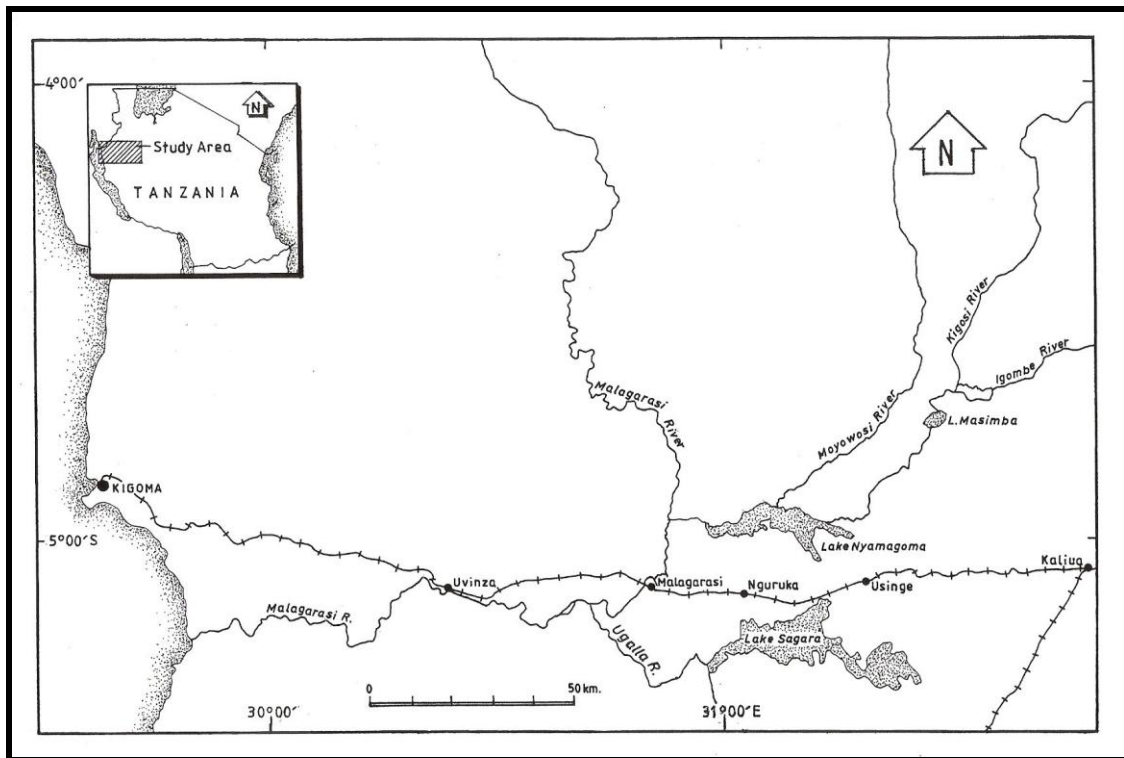 4°00'
N
Study Area
TANZANIA
N
Kigosi River
Malagarasi River
Igombe River
L. Masimba
Moyowosi River
KIGOMA
5°00'S
Lake Nyamagoma
Kaliua
Uvinza
Malagarasi
Nguruka
Usinge
Malagarasi R.
Ugalla R.
Lake Sagara
0 50 km.
30°00'
31°00'E